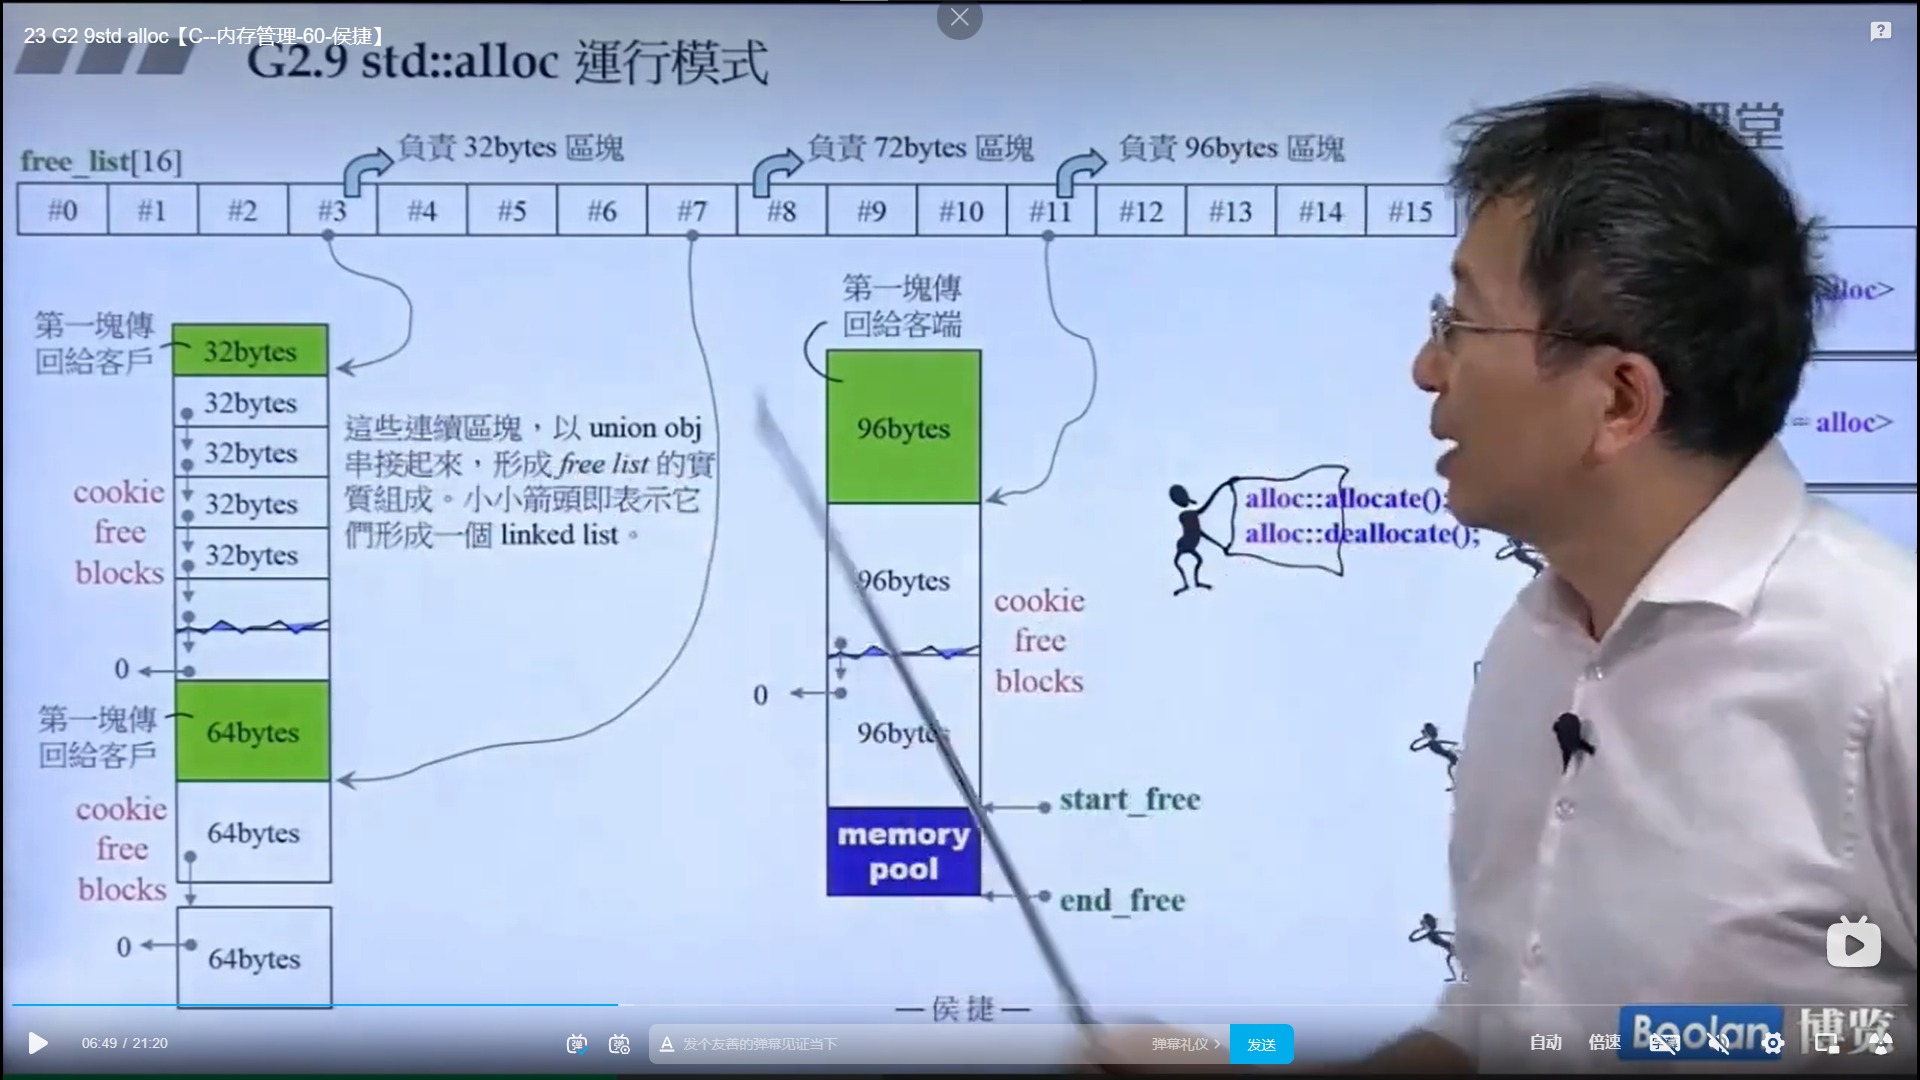 23 G2 9std alloc【C--内存管理-60-侯捷】
G2.9 std::alloc 運行模式
free_list[16]
負責 32bytes 區塊
負責 72bytes 區塊
負責 96bytes 區塊
#0 #1 #2 #3 #4 #5 #6 #7 #8 #9 #10 #11 #12 #13 #14 #15
第一塊傳
回給客戶
32bytes
32bytes
32bytes
32bytes
32bytes
cookie
free
blocks
0
這些連續區塊，以 union obj
串接起來，形成 free list 的實
質組成。小小箭頭即表示它
們形成一個 linked list。
第一塊傳
回給客戶
64bytes
cookie
free
blocks
64bytes
0
64bytes
第一塊傳
回給客端
96bytes
96bytes
cookie
free
blocks
0
96bytes
memory
pool
start_free
end_free
alloc::allocate();
alloc::deallocate();
alloc>
= alloc>
課堂
— 侯 捷 —
Boolan 博览
06:49 / 21:20
发个友善的弹幕见证当下
弹幕礼仪
发送
自动
倍速